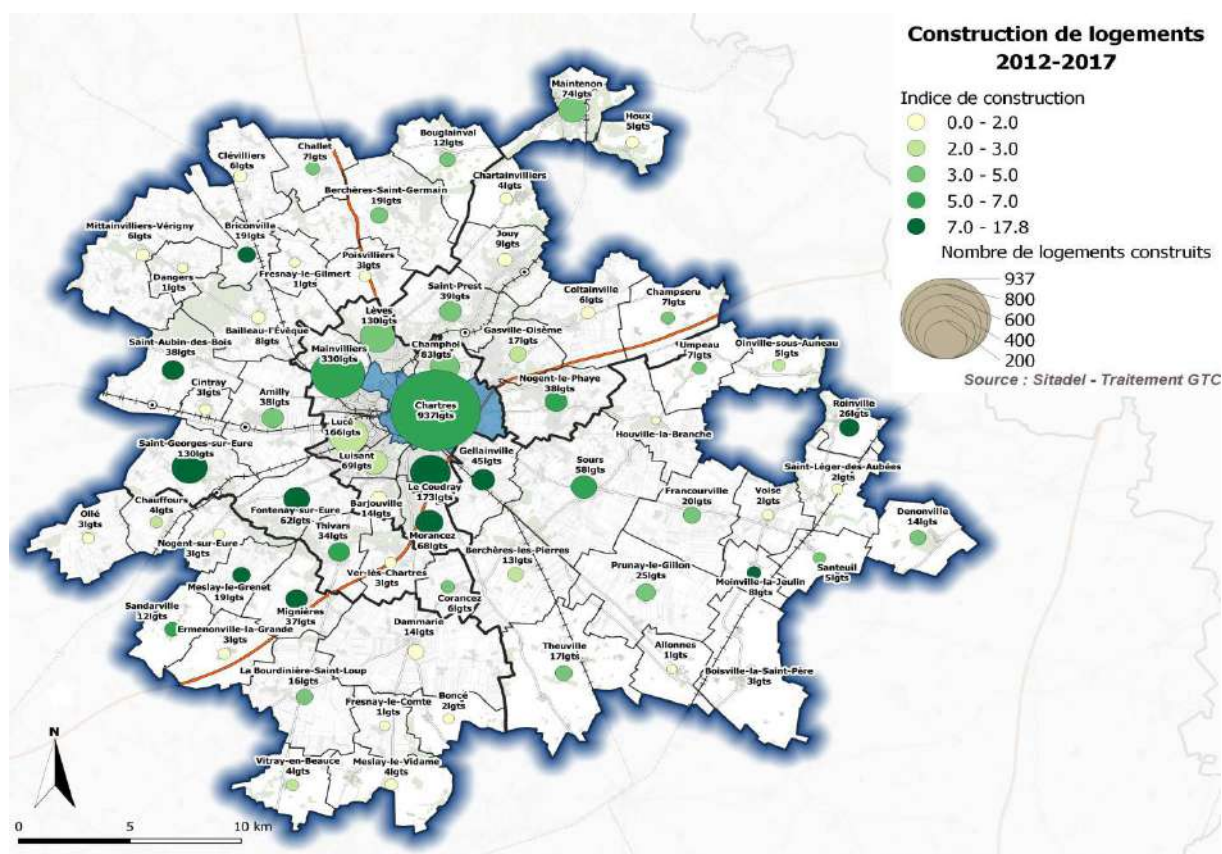 Construction de logements
2012-2017
Indice de construction
0.0 - 2.0
2.0 - 3.0
3.0 - 5.0
5.0 - 7.0
7.0 - 17.8
Nombre de logements construits
937
800
600
400
200
Source : Sitadel - Traitement GTC
Maintenon
74lgts
Houx
5lgts
Bouglainval
12lgts
Challet
7lgts
Clévilliers
6lgts
Chartainvilliers
4lgts
Berchères-Saint-Germain
19lgts
Mittainvilliers-Vérigny
6lgts
Briconville
19lgts
Jouy
9lgts
Dangers
1lgts
Fresnay-le-Gilmert
1lgts
Poisvilliers
3lgts
Saint-Prest
39lgts
Coltainville
6lgts
Champseru
7lgts
Bailleau-l'Évêque
8lgts
Lèves
130lgts
Gasville-Oisème
17lgts
Saint-Aubin-des-Bois
38lgts
Mainvilliers
330lgts
Champhol
83lgts
Umpeau
7lgts
Oinville-sous-Auneau
5lgts
Cintray
3lgts
Amilly
38lgts
Nogent-le-Phaye
38lgts
Chartres
937lgts
Roinville
26lgts
Lucé
166lgts
Houville-la-Branche
Saint-Georges-sur-Eure
130lgts
Luisant
69lgts
Gellainville
45lgts
Sours
58lgts
Saint-Léger-des-Aubées
2lgts
Le Coudray
173lgts
Chauffours
4lgts
Ollé
3lgts
Fontenay-sur-Eure
62lgts
Barjouville
14lgts
Francourville
20lgts
Voise
2lgts
Denonville
14lgts
Nogent-sur-Eure
3lgts
Thivars
34lgts
Morancez
68lgts
Berchères-les-Pierres
13lgts
Ver-lès-Chartres
3lgts
Prunay-le-Gillon
25lgts
Moinville-la-Jeulin
8lgts
Santeuil
5lgts
Meslay-le-Grenet
19lgts
Corancez
6lgts
Sandarville
12lgts
Mignières
37lgts
Ermenonville-la-Grande
3lgts
Dammarie
14lgts
Theuville
17lgts
Allonnes
1lgts
Boisville-la-Saint-Père
3lgts
La Bourdinière-Saint-Loup
16lgts
Fresnay-le-Comte
1lgts
Boncé
2lgts
Vitray-en-Beauce
4lgts
Meslay-le-Vidame
4lgts
N
0 5 10 km